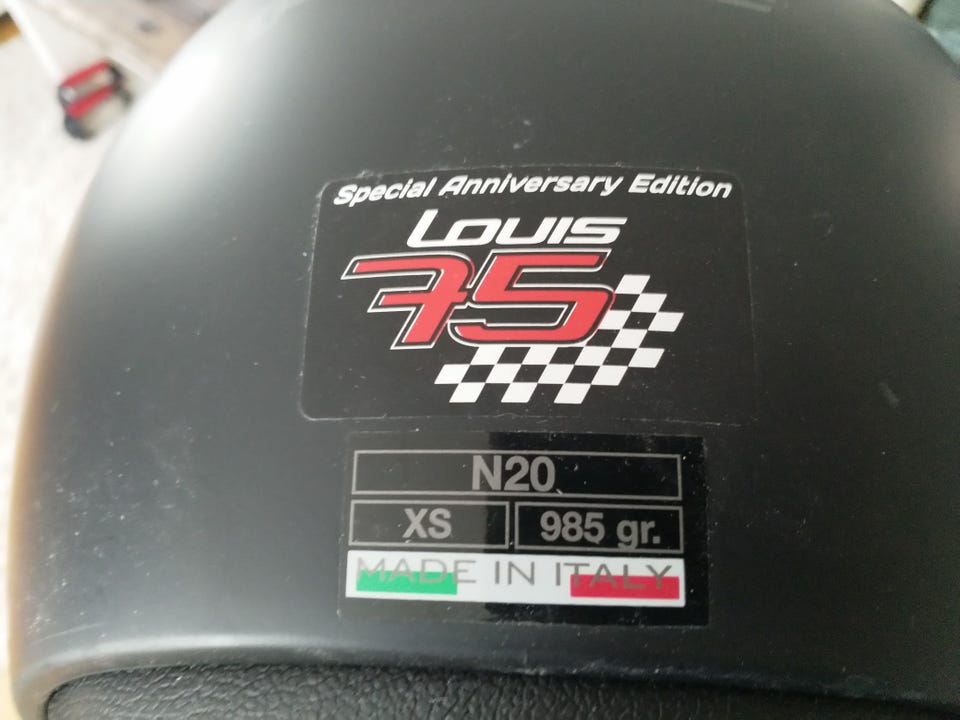 Special Anniversary Edition
Louis
75
N20
XS 985 gr.
MADE IN ITALY